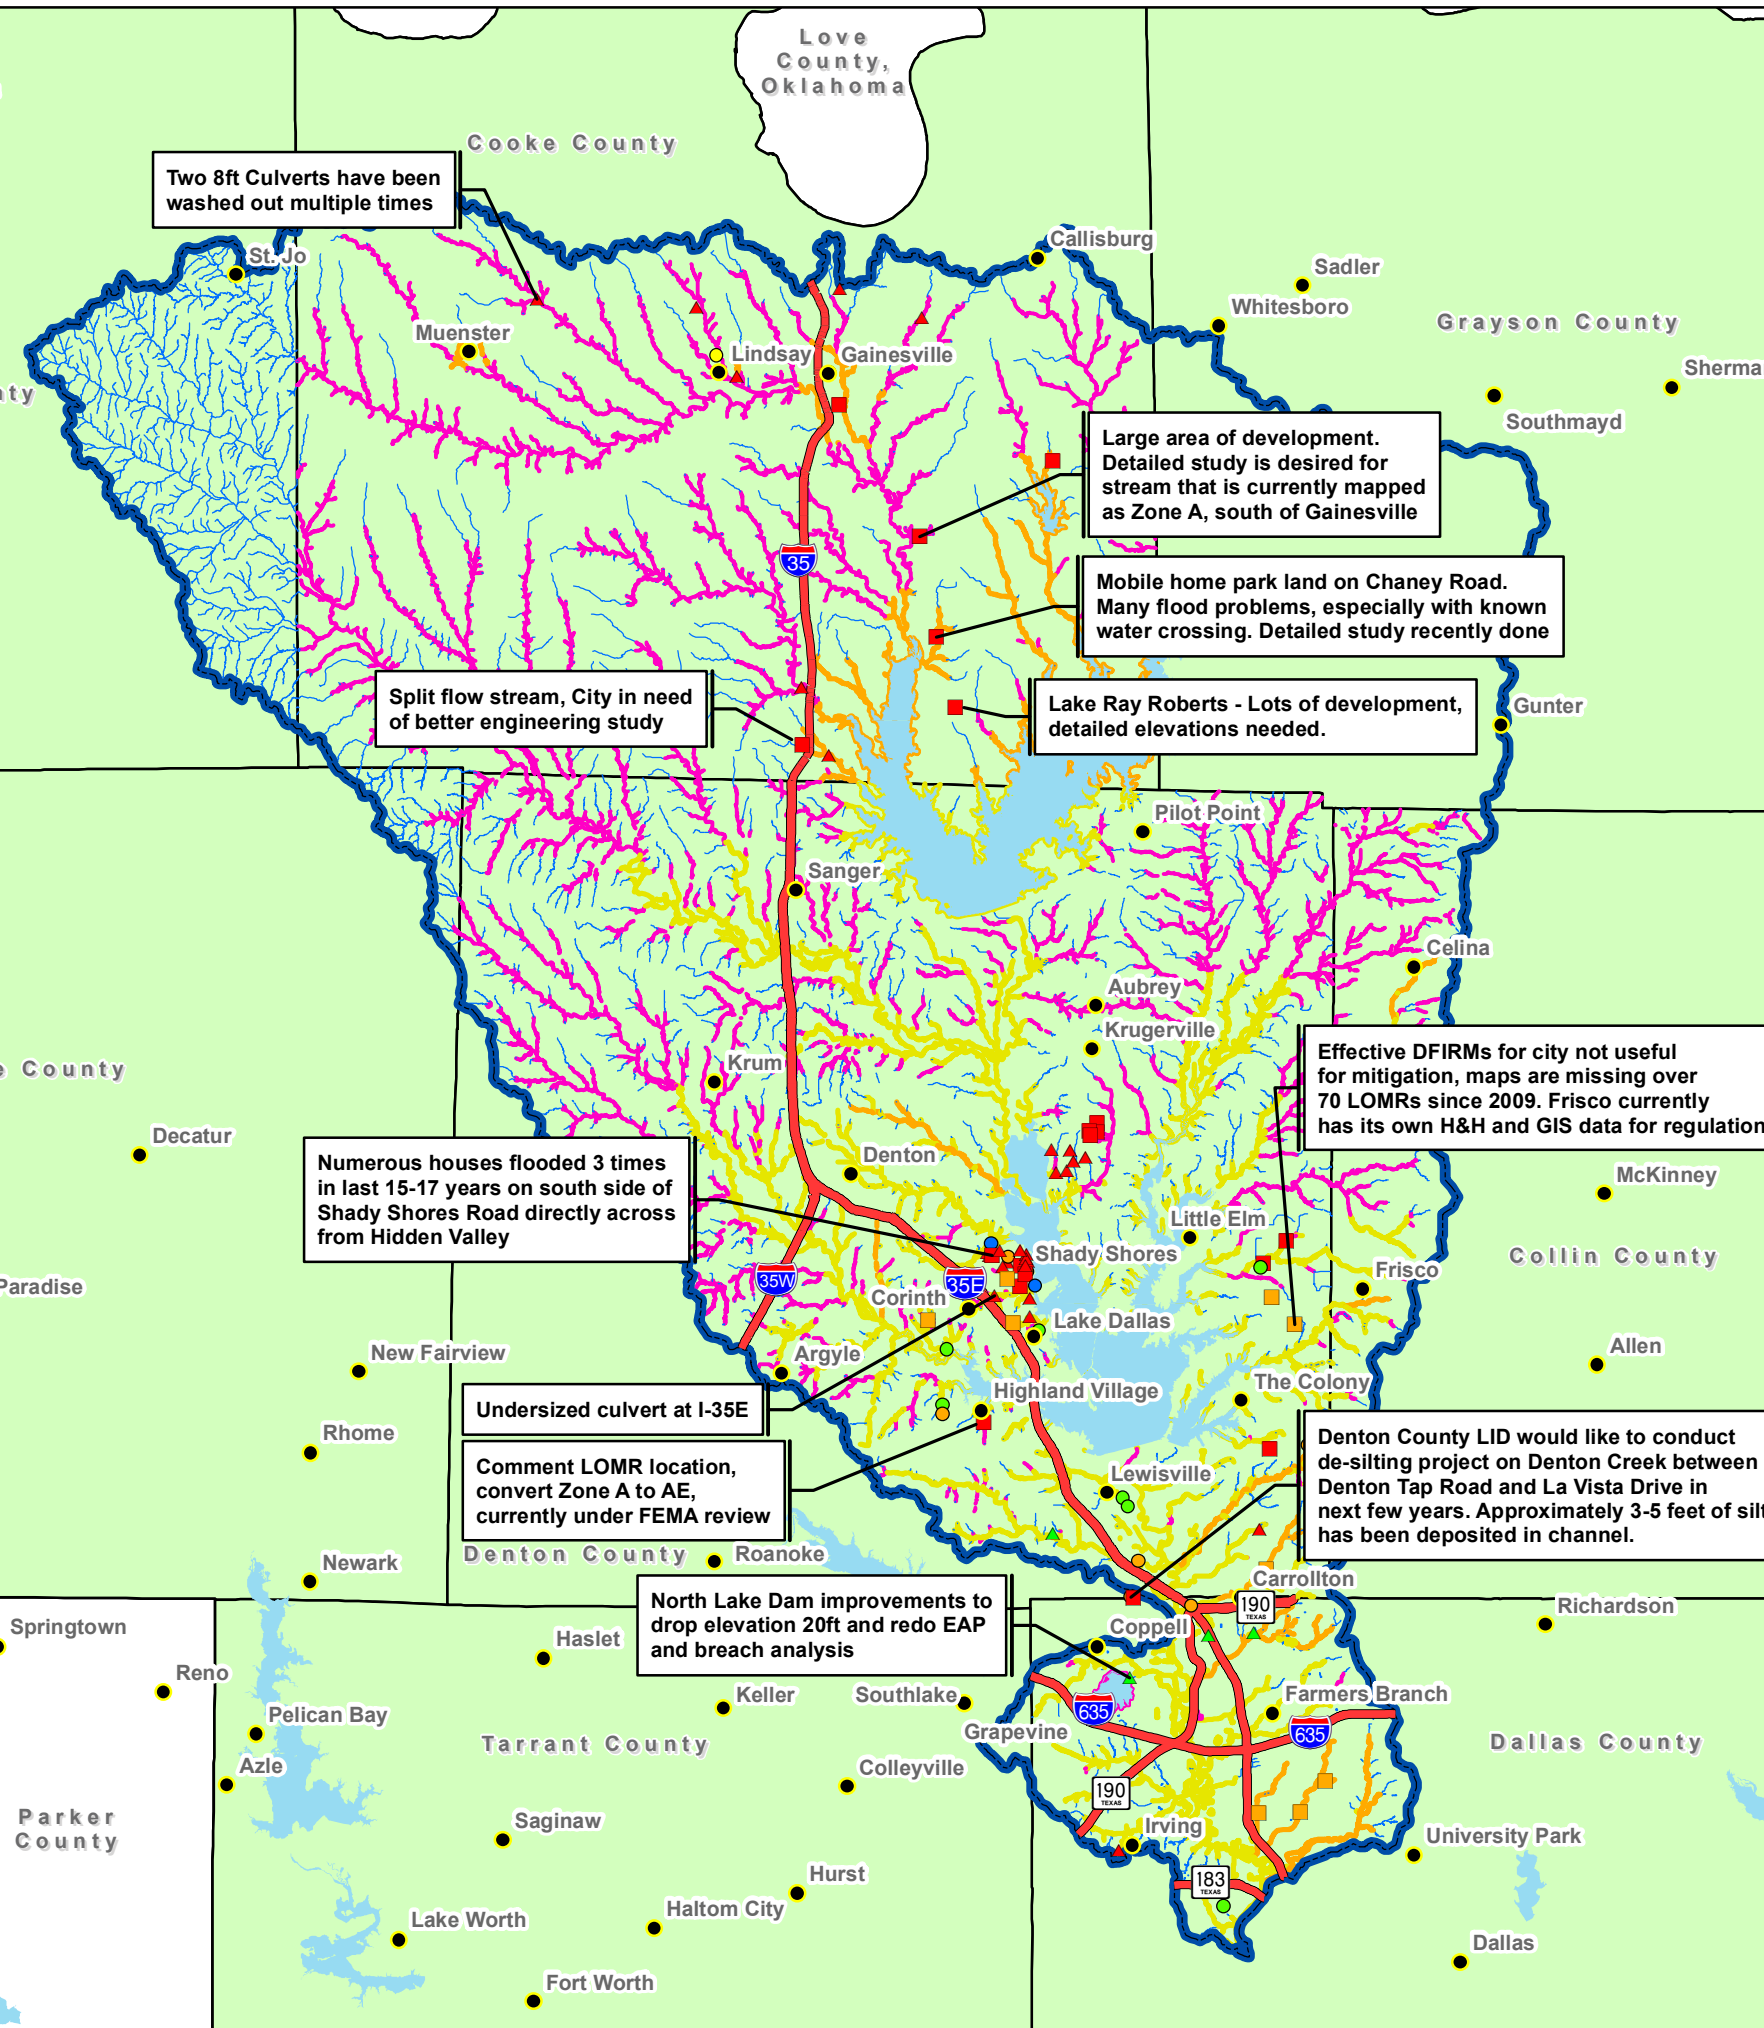 Love
County,
Oklahoma
Cooke County
Two 8ft Culverts have been
washed out multiple times
St. Jo
Callisburg
Sadler
Whitesboro
Grayson County
Muenster
Lindsay
Gainesville
Sherma
nty
Southmayd
Large area of development.
Detailed study is desired for
stream that is currently mapped
as Zone A, south of Gainesville
35
Mobile home park land on Chaney Road.
Many flood problems, especially with known
water crossing. Detailed study recently done
Split flow stream, City in need
of better engineering study
Lake Ray Roberts - Lots of development,
detailed elevations needed.
Gunter
Pilot Point
Sanger
Celina
Aubrey
Krugerville
e County
Krum
Effective DFIRMs for city not useful
for mitigation, maps are missing over
70 LOMRs since 2009. Frisco currently
has its own H&H and GIS data for regulation
Decatur
Denton
Numerous houses flooded 3 times
in last 15-17 years on south side of
Shady Shores Road directly across
from Hidden Valley
McKinney
Little Elm
Shady Shores
Collin County
Paradise
35W
35E
Frisco
Corinth
Lake Dallas
New Fairview
Argyle
Allen
Highland Village
The Colony
Undersized culvert at I-35E
Rhome
Comment LOMR location,
convert Zone A to AE,
currently under FEMA review
Lewisville
Denton County LID would like to conduct
de-silting project on Denton Creek between
Denton Tap Road and La Vista Drive in
next few years. Approximately 3-5 feet of silt
has been deposited in channel.
Newark
Denton County
Roanoke
Carrollton
North Lake Dam improvements to
drop elevation 20ft and redo EAP
and breach analysis
190
TEXAS
Richardson
Springtown
Haslet
Coppell
Reno
Keller
Southlake
Farmers Branch
635
635
Pelican Bay
Tarrant County
Grapevine
Dallas County
Azle
Colleyville
190
TEXAS
Parker
County
Saginaw
Irving
University Park
Hurst
183
TEXAS
Lake Worth
Haltom City
Dallas
Fort Worth